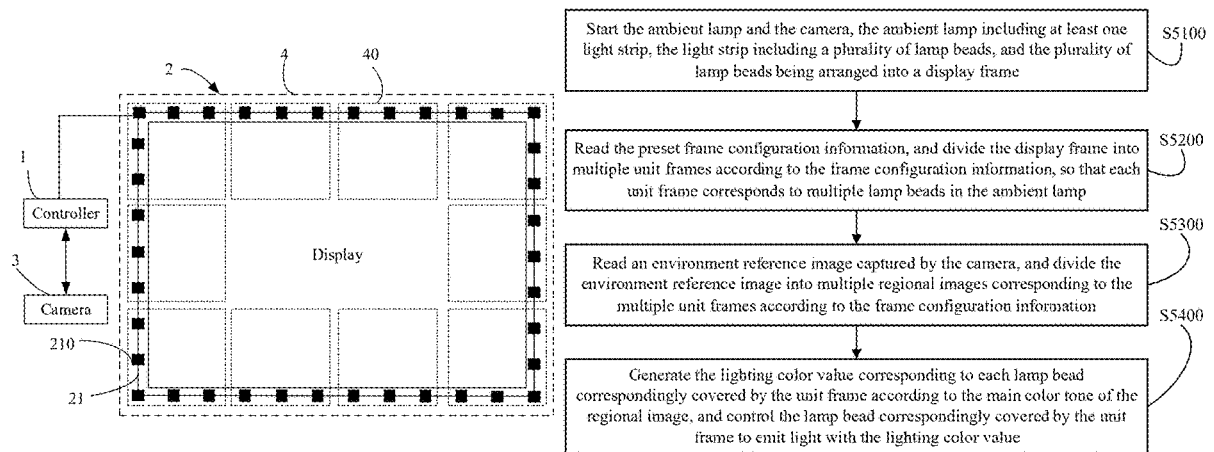 2
4
40
1
Controller
3
Camera
210
21
Display
Start the ambient lamp and the camera, the ambient lamp including at least one
light strip, the light strip including a plurality of lamp beads, and the plurality of
lamp beads being arranged into a display frame
S5100
Read the preset frame configuration information, and divide the display frame into
multiple unit frames according to the frame configuration information, so that each
unit frame corresponds to multiple lamp beads in the ambient lamp
S5200
Read an environment reference image captured by the camera, and divide the
environment reference image into multiple regional images corresponding to the
multiple unit frames according to the frame configuration information
S5300
Generate the lighting color value corresponding to each lamp bead
correspondingly covered by the unit frame according to the main color tone of
the regional image, and control the lamp bead correspondingly covered by the unit
frame to emit light with the lighting color value
S5400